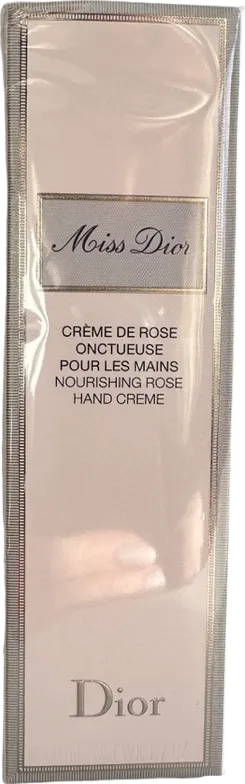 Miss Dior
CRÈME DE ROSE
ONCTUEUSE
POUR LES MAINS
NOURISHING ROSE
HAND CREME
Dior